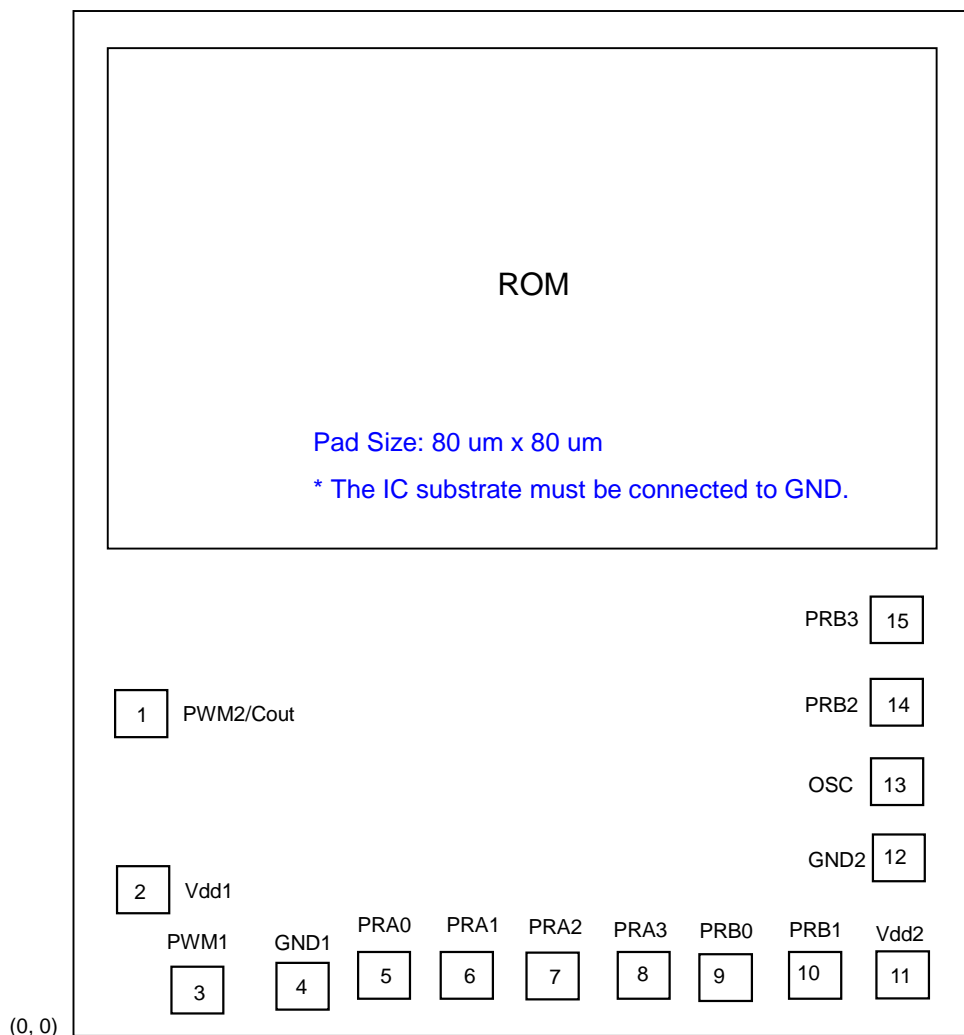 ROM
Pad Size: 80 um x 80 um
* The IC substrate must be connected to GND.
PRB3 15
1 PWM2/Cout
PRB2 14
OSC 13
GND2 12
2 Vdd1
PWM1 GND1 PRA0 PRA1 PRA2 PRA3 PRB0 PRB1 Vdd2
3 4 5 6 7 8 9 10 11
(0, 0)